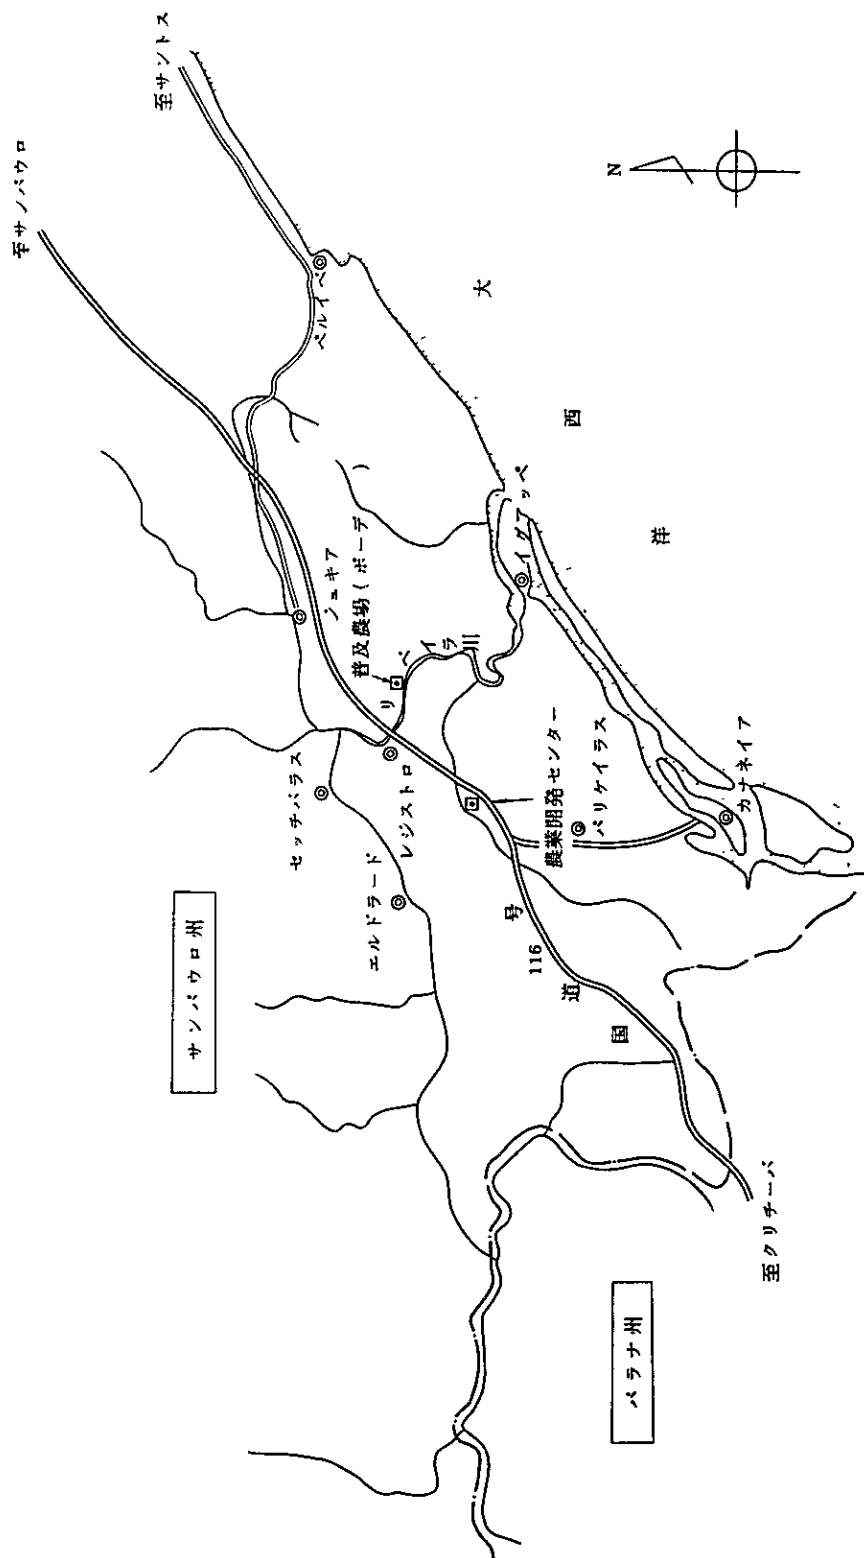 至サンパウロ
至サントス
ペルイベ
大西洋
ジュキア
普及農場(ポーデ)
リベイラ川
イグアッペ
セッチバラス
レジストロ
農業開発センター
パリケイラス
カナネイア
エルドラード
サンパウロ州
国道116号
至クリチーバ
パラナ州
N